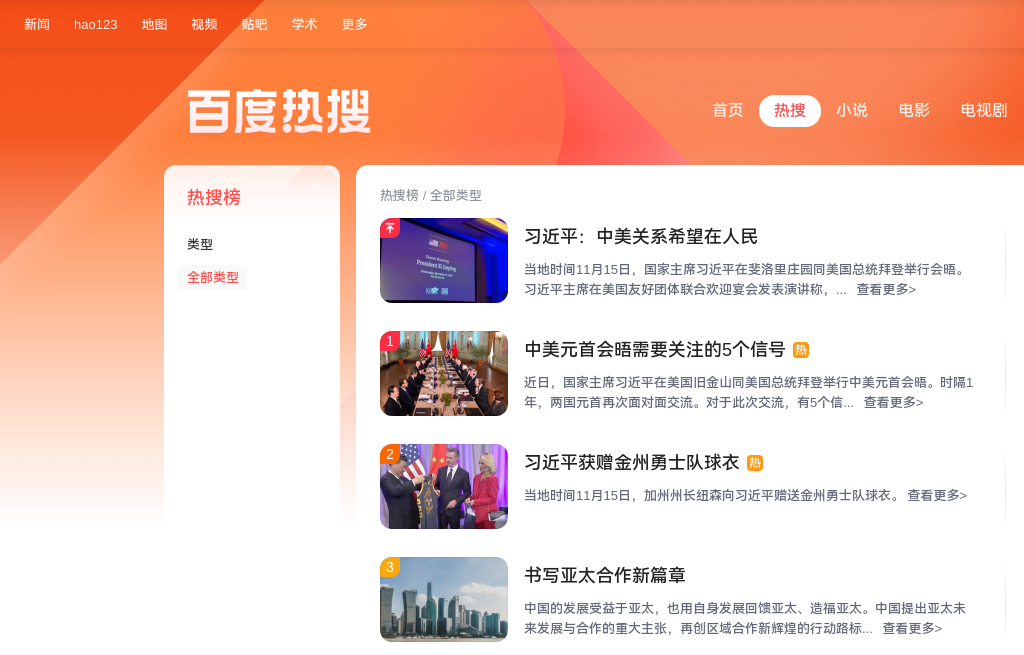 新闻 hao123 地图 视频 贴吧 学术 更多
百度热搜
首页 热搜 小说 电影 电视剧
热搜榜
类型
全部类型
热搜榜 / 全部类型
President Xi Jinping
习近平：中美关系希望在人民
当地时间11月15日，国家主席习近平在斐洛里庄园同美国总统拜登举行会晤。
习近平主席在美国友好团体联合欢迎宴会发表演讲称，... 查看更多>
1
中美元首会晤需要关注的5个信号 热
近日，国家主席习近平在美国旧金山同美国总统拜登举行中美元首会晤。时隔1
年，两国元首再次面对面交流。对于此次交流，有5个信... 查看更多>
2
习近平获赠金州勇士队球衣 热
当地时间11月15日，加州州长纽森向习近平赠送金州勇士队球衣。 查看更多>
3
书写亚太合作新篇章
中国的发展受益于亚太，也用自身发展回馈亚太、造福亚太。中国提出亚太未
来发展与合作的重大主张，再创区域合作新辉煌的行动路标... 查看更多>